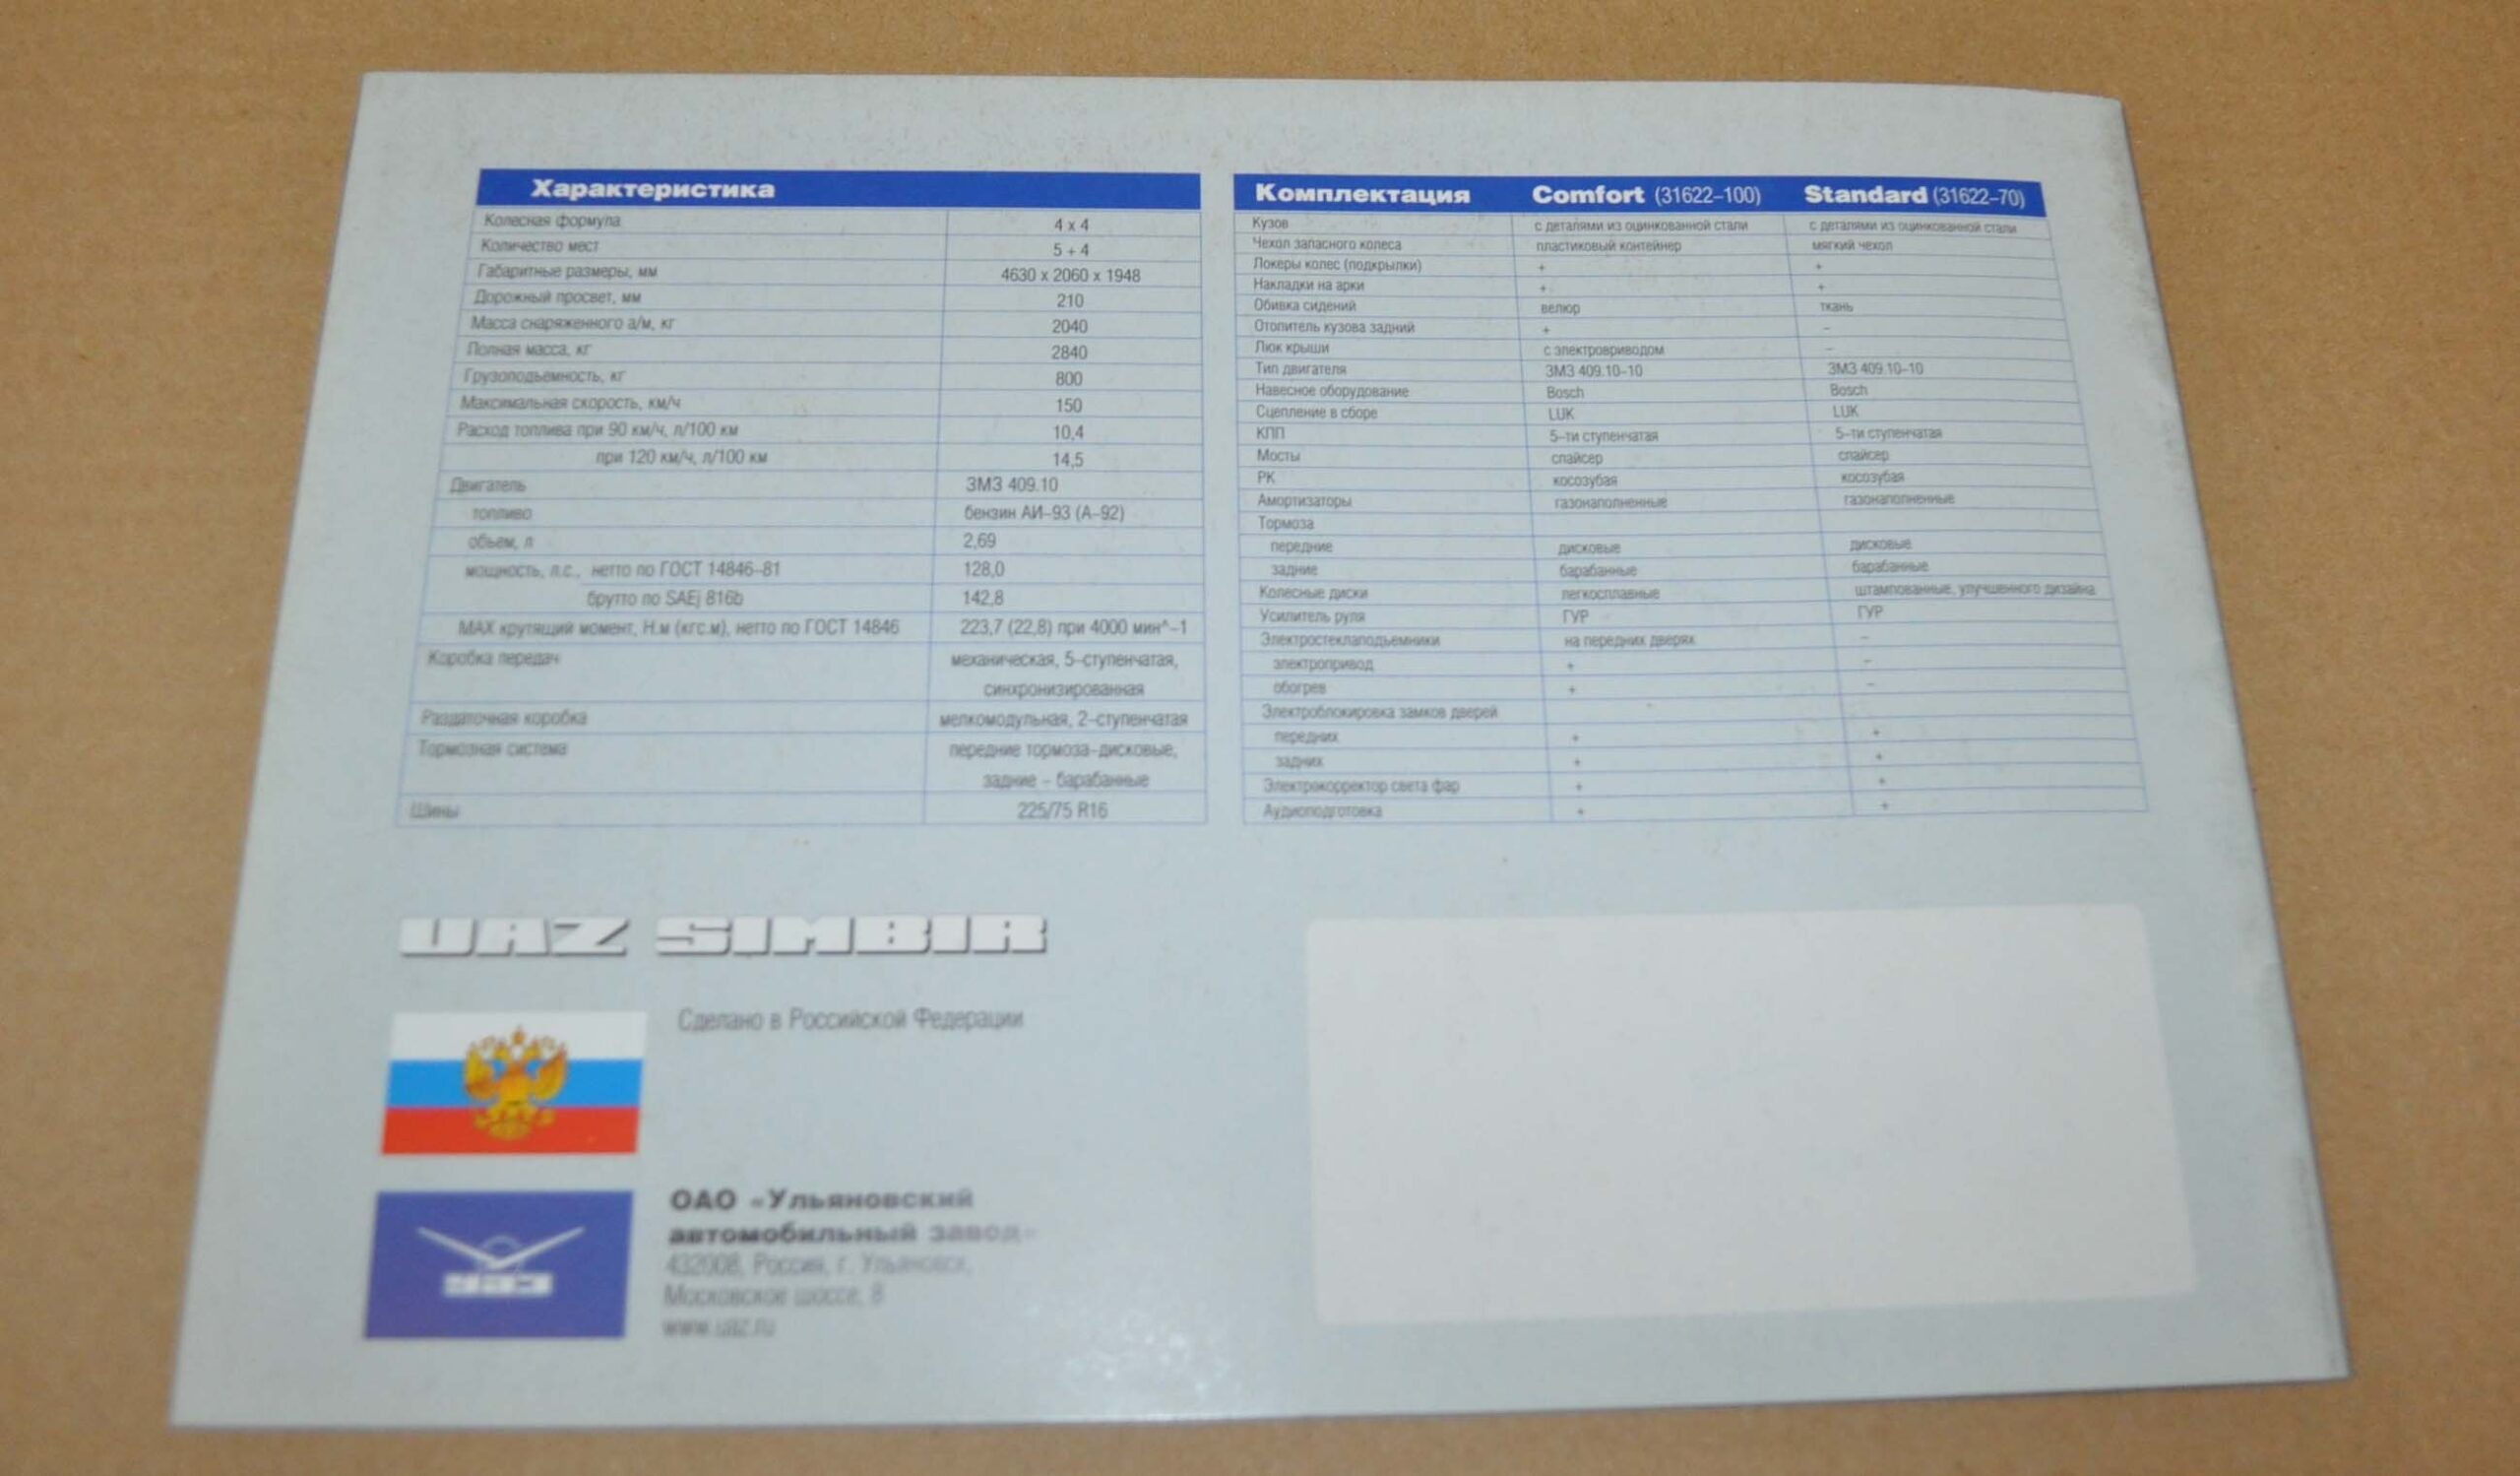 Характеристика
Колесная формула 4 x 4
Количество мест 5 + 4
Габаритные размеры, мм 4630 x 2060 x 1948
Дорожный просвет, мм 210
Масса снаряженного а/м, кг 2040
Полная масса, кг 2840
Грузоподьемность, кг 800
Максимальная скорость, км/ч 150
Расход топлива при 90 км/ч, л/100 км 10,4
при 120 км/ч, л/100 км 14,5
Двигатель ЗМЗ 409.10
топливо бензин АИ-93 (А-92)
объем, л 2,69
мощность, л.с., нетто по ГОСТ 14846-81 128,0
брутто по SAEj 816b 142,8
МАХ крутящий момент, Н.м (кгс.м), нетто по ГОСТ 14846 223,7 (22,8) при 4000 мин^-1
Коробка передач механическая, 5-ступенчатая,
синхронизированная
Раздаточная коробка мелкомодульная, 2-ступенчатая
Тормозная система передние тормоза-дисковые,
задние - барабанные
Шины 225/75 R16
Комплектация Comfort (31622-100) Standard (31622-70)
Кузов с деталями из оцинкованной стали с деталями из оцинкованной стали
Чехол запасного колеса пластиковый контейнер мягкий чехол
Локеры колес (подкрылки) + +
Накладки на арки + +
Обивка сидений велюр ткань
Отопитель кузова задний + -
Люк крыши с электровриводом -
Тип двигателя ЗМЗ 409.10-10 ЗМЗ 409.10-10
Навесное оборудование Bosch Bosch
Сцепление в сборе LUK LUK
КПП 5-ти ступенчатая 5-ти ступенчатая
Мосты спайсер спайсер
РК косозубая косозубая
Амортизаторы газонаполненные газонаполненные
Тормоза
передние дисковые дисковые
задние барабанные барабанные
Колесные диски легкосплавные штампованные, улучшенного дизайна
Усилитель руля ГУР ГУР
Электростеклаподъемники на передних дверях -
электропривод + -
обогрев + -
Электроблокировка замков дверей
передних + +
задних + +
Электрокорректор света фар + +
Аудиоподготовка + +
UAZ SIMBIR
Сделано в Российской Федерации
УАЗ
ОАО «Ульяновский
автомобильный завод»
432008, Россия, г. Ульяновск,
Московское шоссе, 8
www.uaz.ru